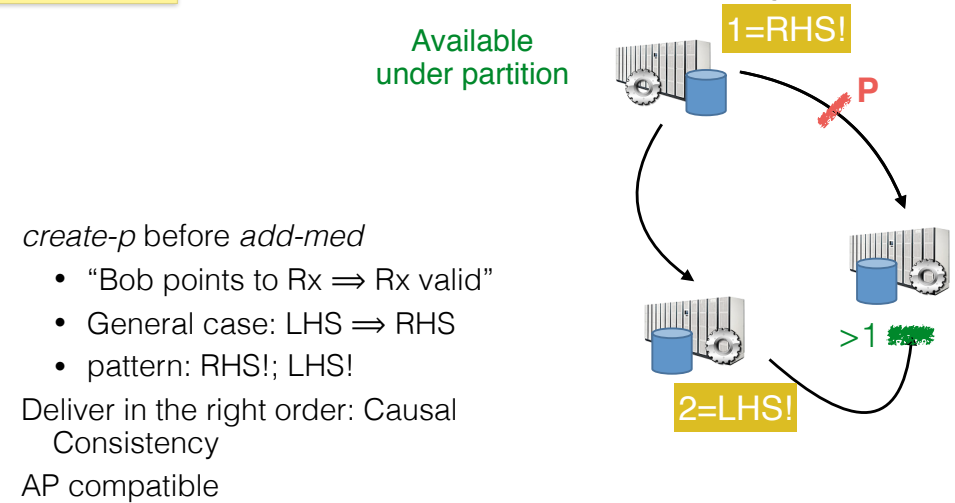 Available
under partition
1=RHS!
P
create-p before add-med
• “Bob points to Rx ⟹ Rx valid”
• General case: LHS ⟹ RHS
• pattern: RHS!; LHS!
Deliver in the right order: Causal
Consistency
AP compatible
>1
2=LHS!